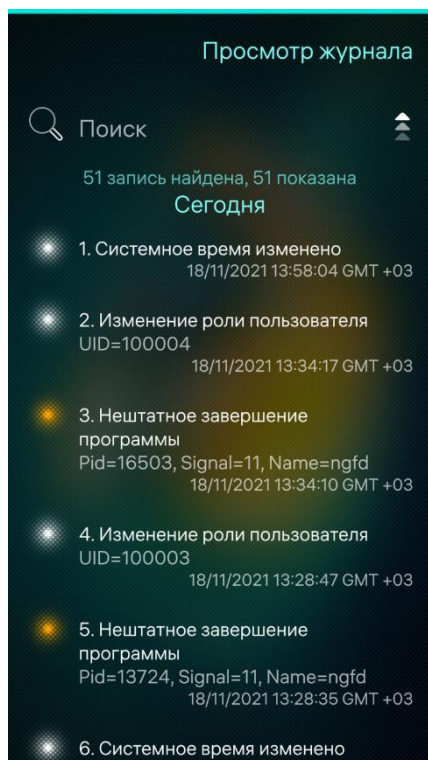 Просмотр журнала
Поиск
51 запись найдена, 51 показана
Сегодня
1. Системное время изменено
18/11/2021 13:58:04 GMT +03
2. Изменение роли пользователя
UID=100004
18/11/2021 13:34:17 GMT +03
3. Нештатное завершение
программы
Pid=16503, Signal=11, Name=ngfd
18/11/2021 13:34:10 GMT +03
4. Изменение роли пользователя
UID=100003
18/11/2021 13:28:47 GMT +03
5. Нештатное завершение
программы
Pid=13724, Signal=11, Name=ngfd
18/11/2021 13:28:35 GMT +03
6. Системное время изменено